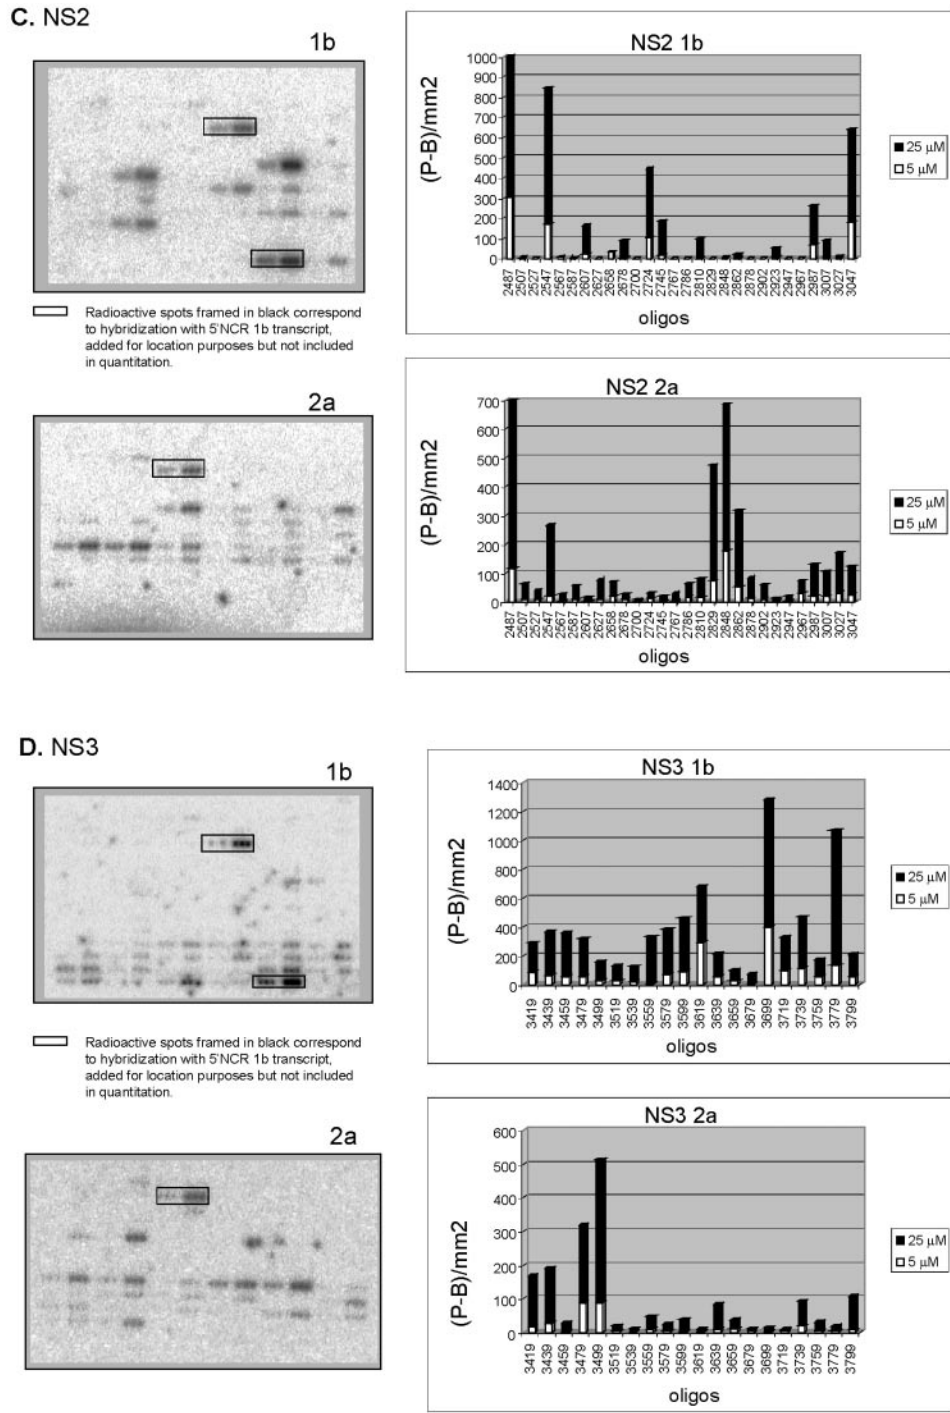 C. NS2
1b
NS2 1b
1000
900
800
700
600
500
400
300
200
100
0
(P-B)/mm2
25 µM
5 µM
2487 2507 2527 2547 2567 2587 2607 2627 2658 2678 2700 2724 2745 2767 2786 2810 2829 2848 2862 2878 2902 2923 2947 2967 2987 3007 3027 3047
oligos
Radioactive spots framed in black correspond
to hybridization with 5'NCR 1b transcript,
added for location purposes but not included
in quantitation.
2a
NS2 2a
700
600
500
400
300
200
100
0
(P-B)/mm2
25 µM
5 µM
2487 2507 2527 2547 2567 2587 2607 2627 2658 2678 2700 2724 2745 2767 2786 2810 2829 2848 2862 2878 2902 2923 2947 2967 2987 3007 3027 3047
oligos
D. NS3
1b
NS3 1b
1400
1200
1000
800
600
400
200
0
(P-B)/mm2
25 µM
5 µM
3419 3439 3459 3479 3499 3519 3539 3559 3579 3599 3619 3639 3659 3679 3699 3719 3739 3759 3779 3799
oligos
Radioactive spots framed in black correspond
to hybridization with 5'NCR 1b transcript,
added for location purposes but not included
in quantitation.
2a
NS3 2a
600
500
400
300
200
100
0
(P-B)/mm2
25 µM
5 µM
3419 3439 3459 3479 3499 3519 3539 3559 3579 3599 3619 3639 3659 3679 3699 3719 3739 3759 3779 3799
oligos